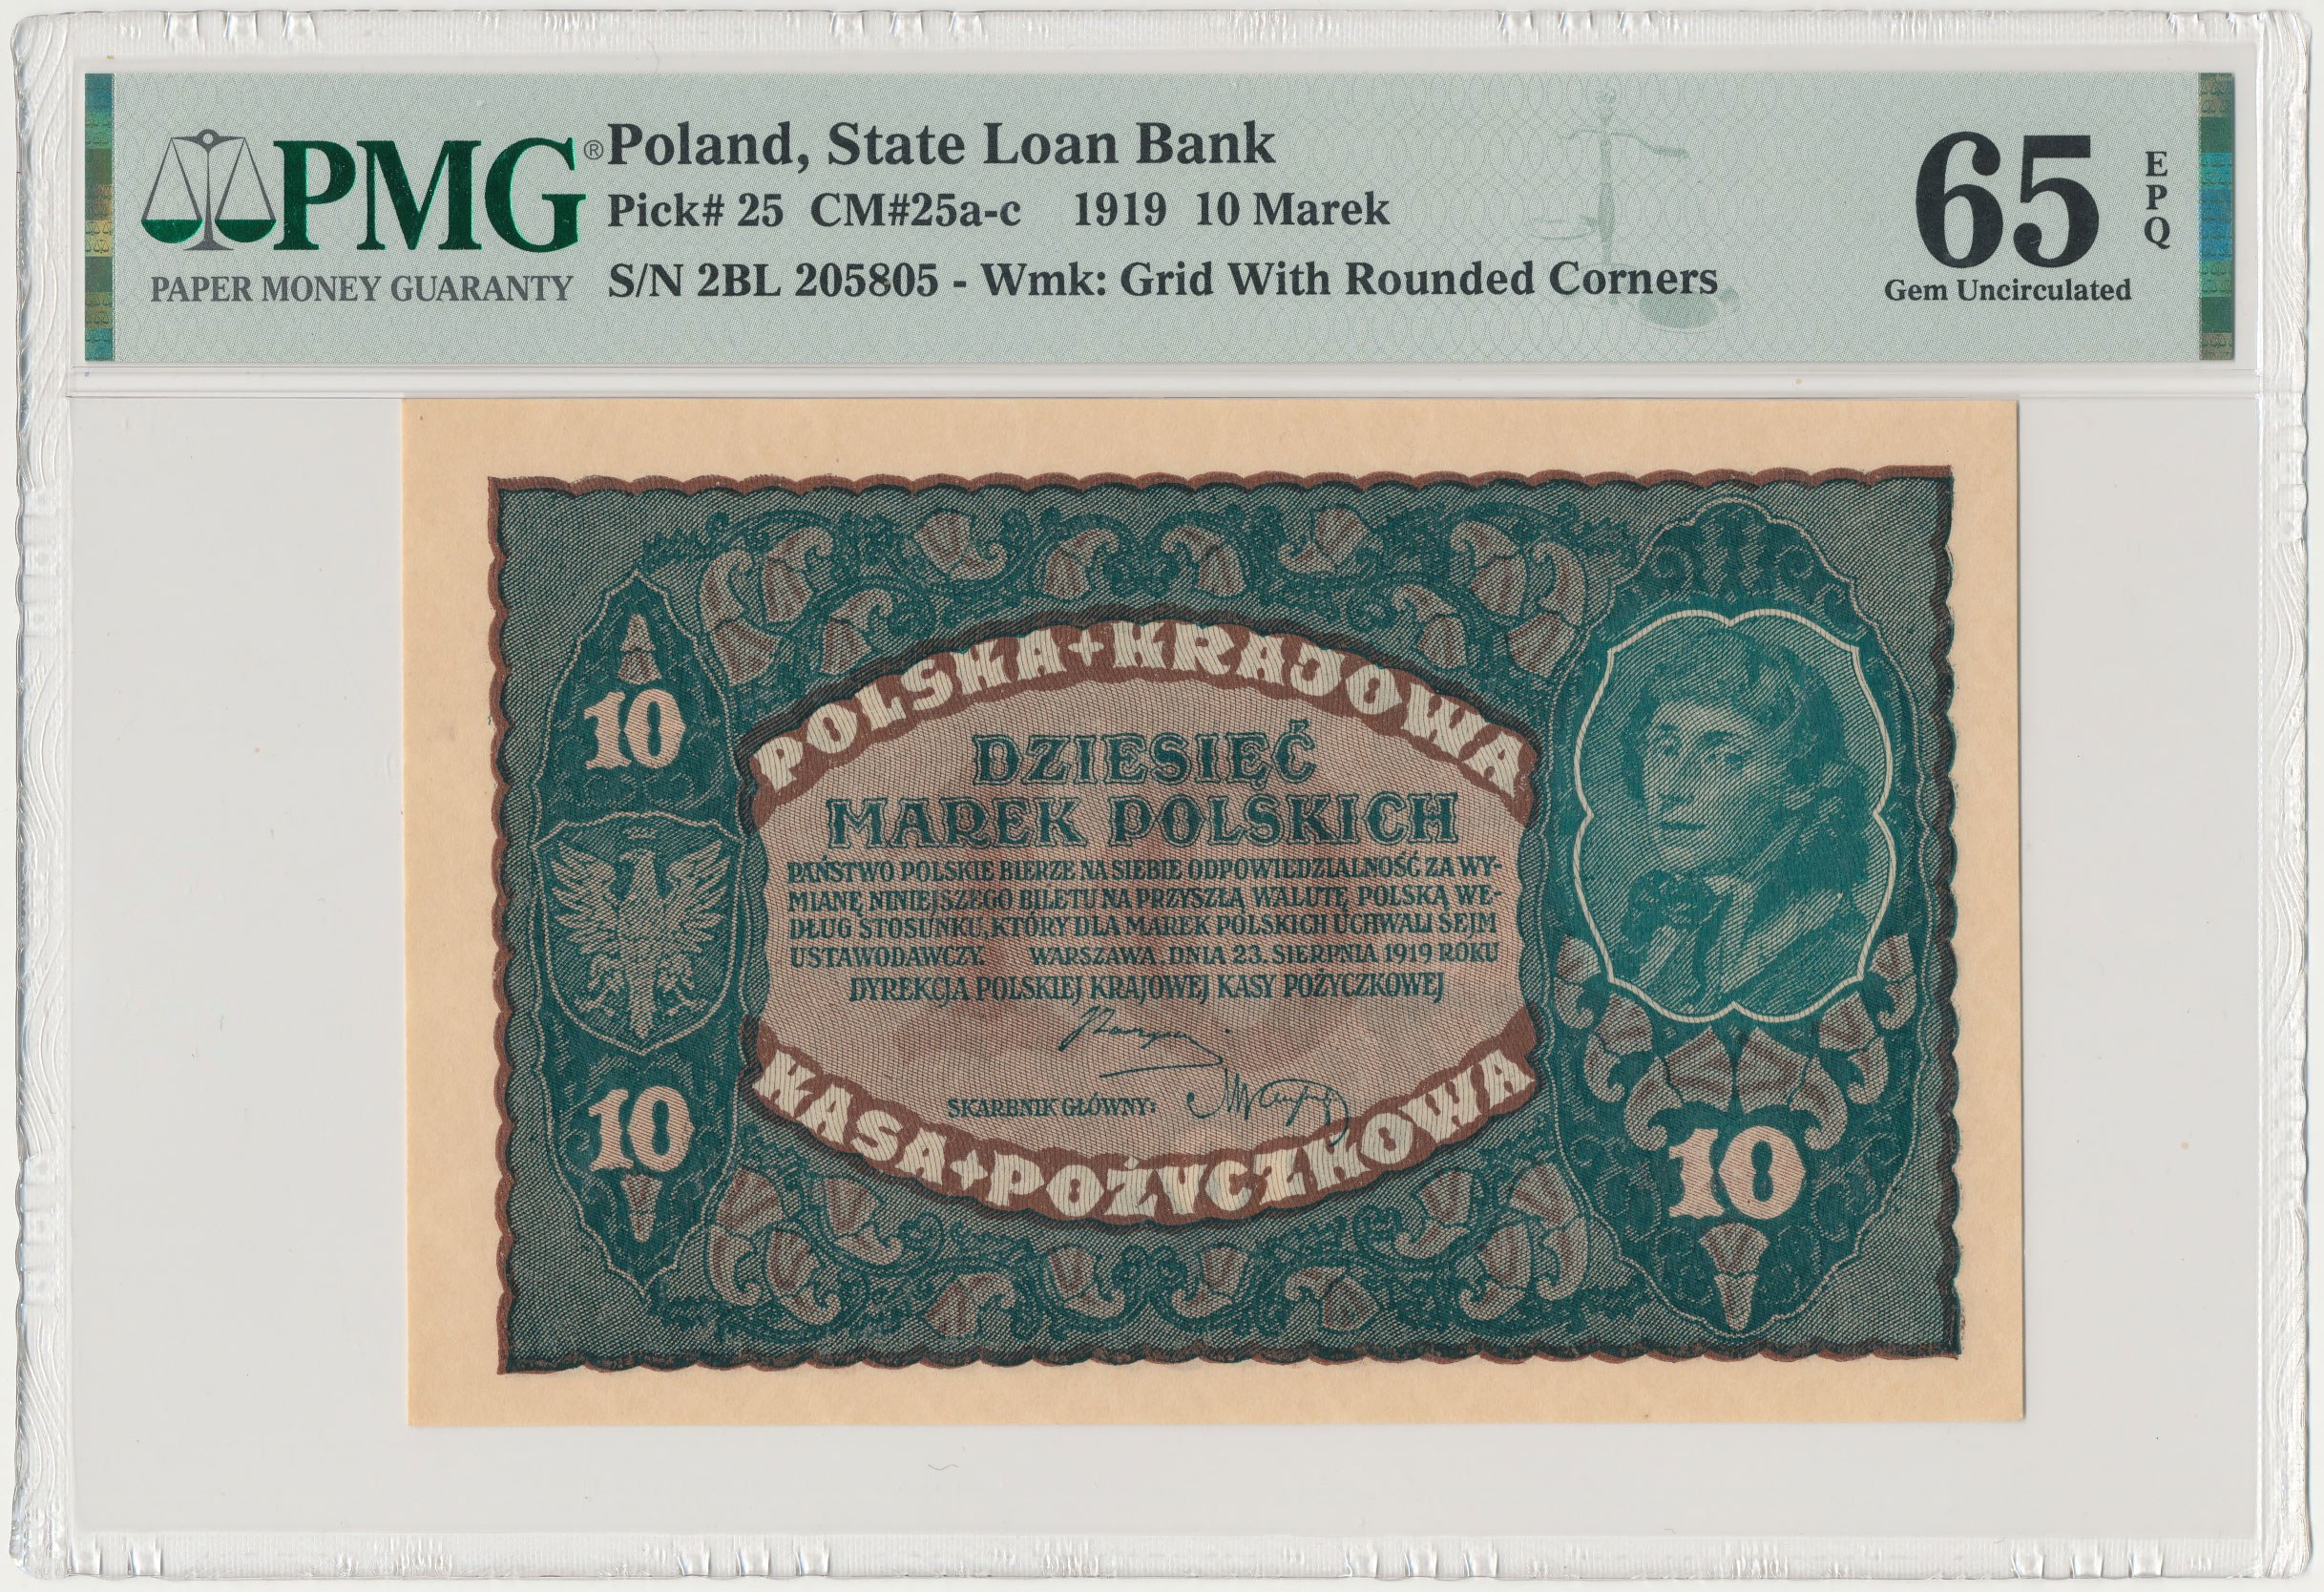 PMG®
PAPER MONEY GUARANTY
Poland, State Loan Bank
Pick# 25 CM#25a-c 1919 10 Marek
S/N 2BL 205805 - Wmk: Grid With Rounded Corners
65
EPQ
Gem Uncirculated
POLSKA+KRAJOWA
10
DZIESIĘĆ
MAREK POLSKICH
PAŃSTWO POLSKIE BIERZE NA SIEBIE ODPOWIEDZIALNOŚĆ ZA WY-
MIANĘ NINIEJSZEGO BILETU NA PRZYSZŁĄ WALUTĘ POLSKĄ WE-
DŁUG STOSUNKU, KTÓRY DLA MAREK POLSKICH UCHWALI SEJM
USTAWODAWCZY. WARSZAWA, DNIA 23. SIERPNIA 1919 ROKU
DYREKCJA POLSKIEJ KRAJOWEJ KASY POŻYCZKOWEJ
SKARBNIK GŁÓWNY:
KASA+POŻYCZKOWA
10
10